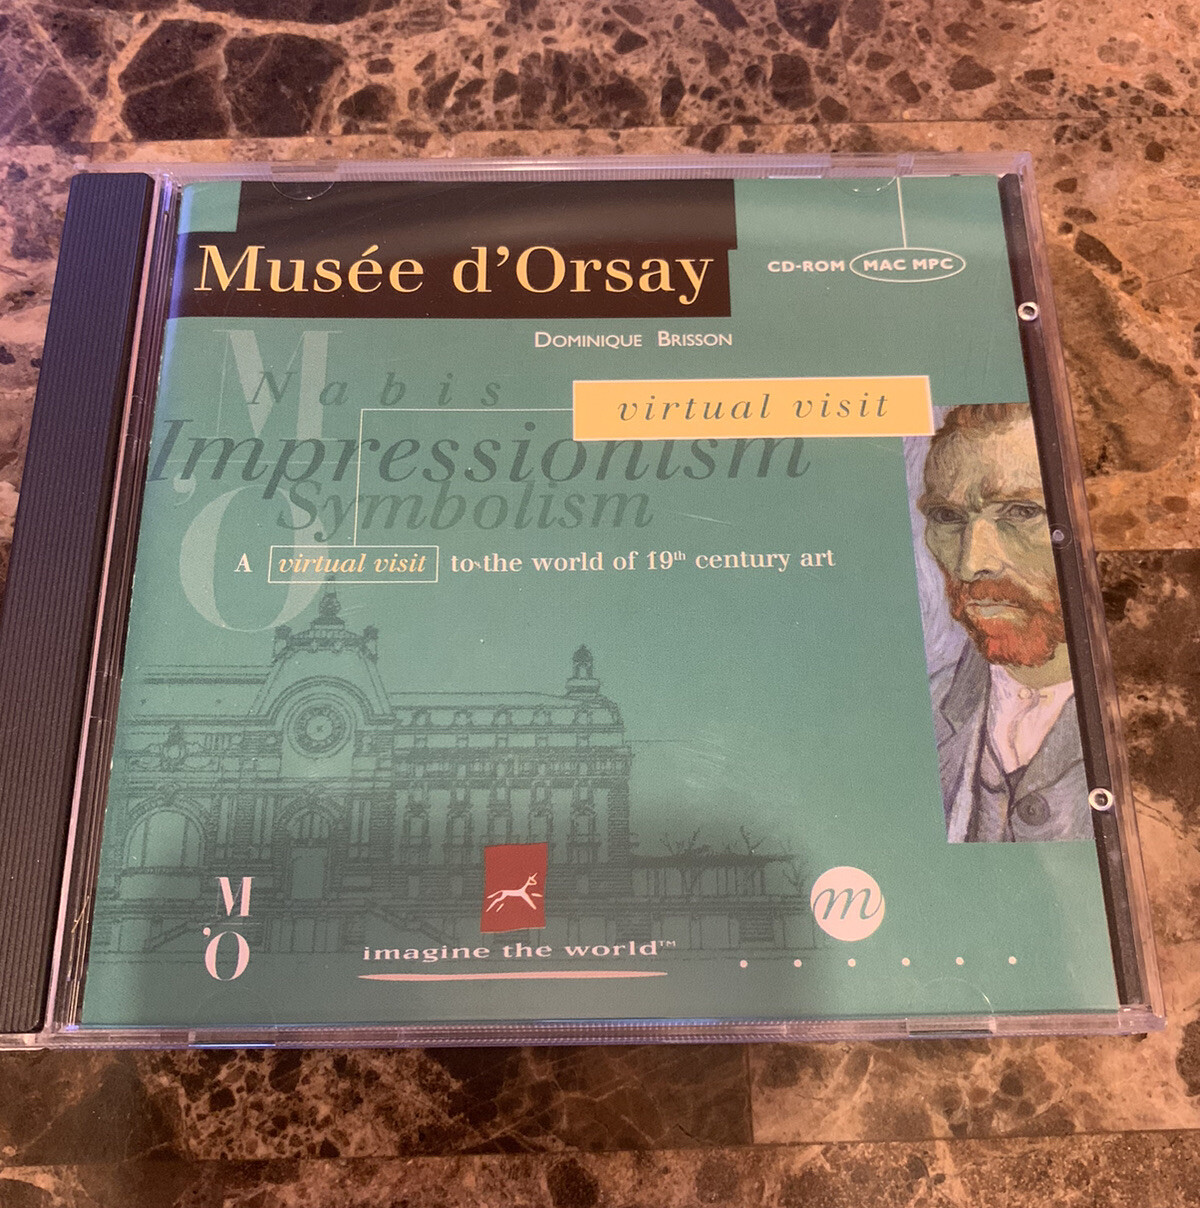 Musée d'Orsay
CD-ROM MAC MPC
DOMINIQUE BRISSON
M'O
Nabis
virtual visit
Impressionism
Symbolism
A virtual visit to the world of 19th century art
M'O
imagine the world™
m